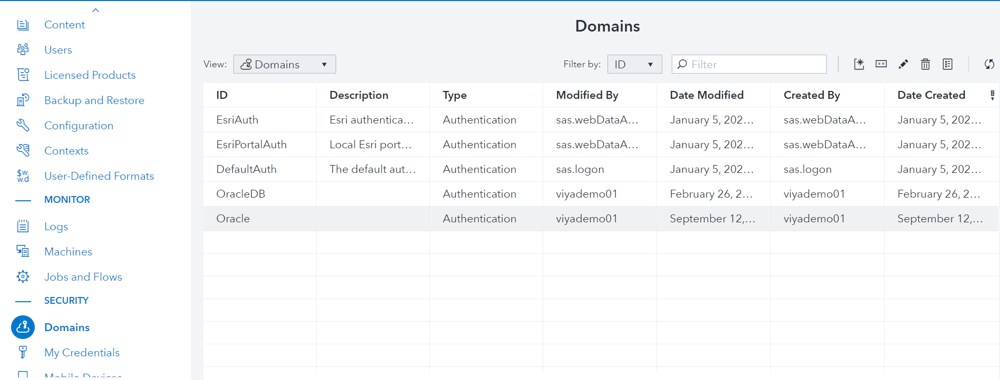 Content
Users
Licensed Products
Backup and Restore
Configuration
Contexts
$w. w.d User-Defined Formats
MONITOR
Logs
Machines
Jobs and Flows
SECURITY
Domains
My Credentials
Mobile Devices
Domains
View: Domains Filter by: ID Filter
ID Description Type Modified By Date Modified Created By Date Created
EsriAuth Esri authentica... Authentication sas.webDataA... January 5, 202... sas.webDataA... January 5, 202...
EsriPortalAuth Local Esri port... Authentication sas.webDataA... January 5, 202... sas.webDataA... January 5, 202...
DefaultAuth The default aut... Authentication sas.logon January 5, 202... sas.logon January 5, 202...
OracleDB Authentication viyademo01 February 26, 2... viyademo01 February 26, 2...
Oracle Authentication viyademo01 September 12,... viyademo01 September 12,...